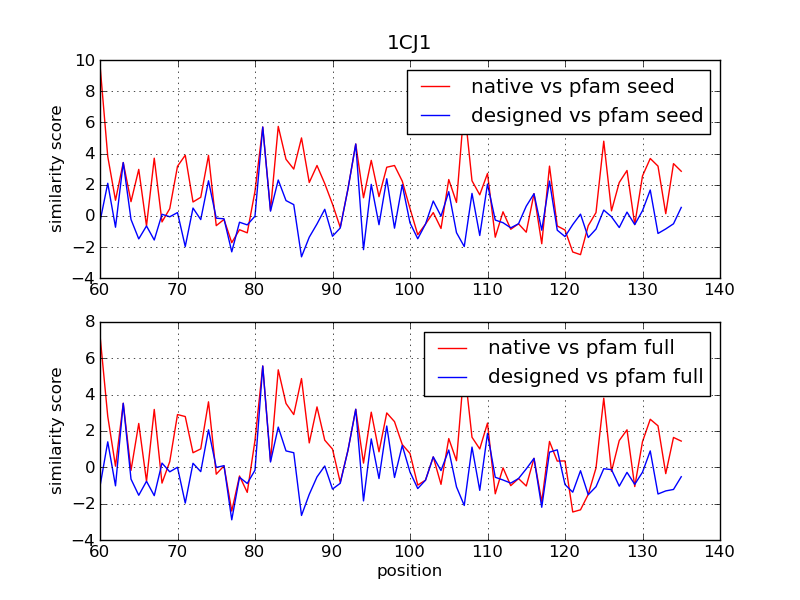 1CJ1
10
8
6
4
2
0
−2
−4
similarity score
native vs pfam seed
designed vs pfam seed
60 70 80 90 100 110 120 130 140
8
6
4
2
0
−2
−4
similarity score
native vs pfam full
designed vs pfam full
60 70 80 90 100 110 120 130 140
position